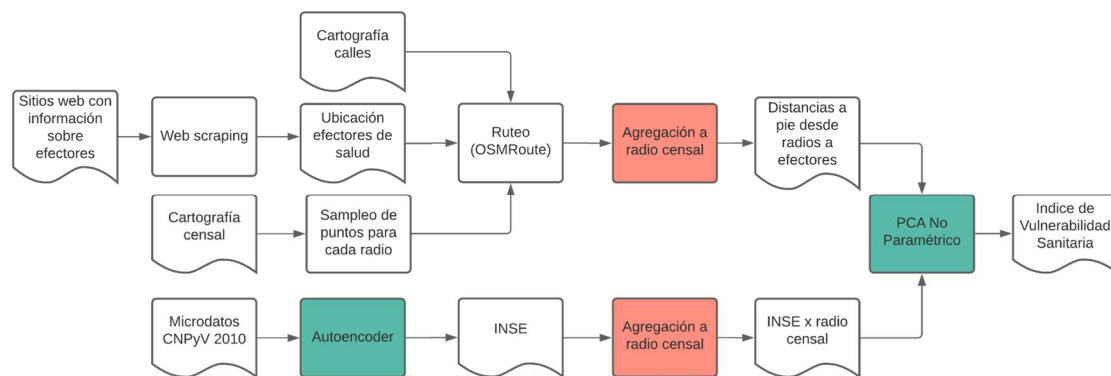 Cartografía
calles
Sitios web con
información
sobre
efectores
Web scraping
Ubicación
efectores de
salud
Ruteo
(OSMRoute)
Agregación a
radio censal
Distancias a
pie desde
radios a
efectores
Cartografía
censal
Sampleo de
puntos para
cada radio
PCA No
Paramétrico
Indice de
Vulnerabilidad
Sanitaria
Microdatos
CNPyV 2010
Autoencoder
INSE
Agregación a
radio censal
INSE x radio
censal